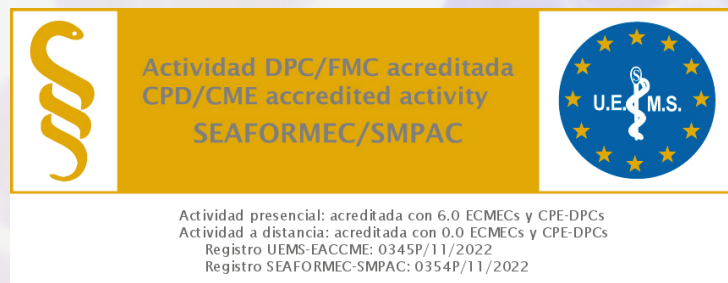 Actividad DPC/FMC acreditada
CPD/CME accredited activity
SEAFORMEC/SMPAC
U.E.M.S.
Actividad presencial: acreditada con 6.0 ECMECs y CPE-DPCs
Actividad a distancia: acreditada con 0.0 ECMECs y CPE-DPCs
Registro UEMS-EACCME: 0345P/11/2022
Registro SEAFORMEC-SMPAC: 0354P/11/2022